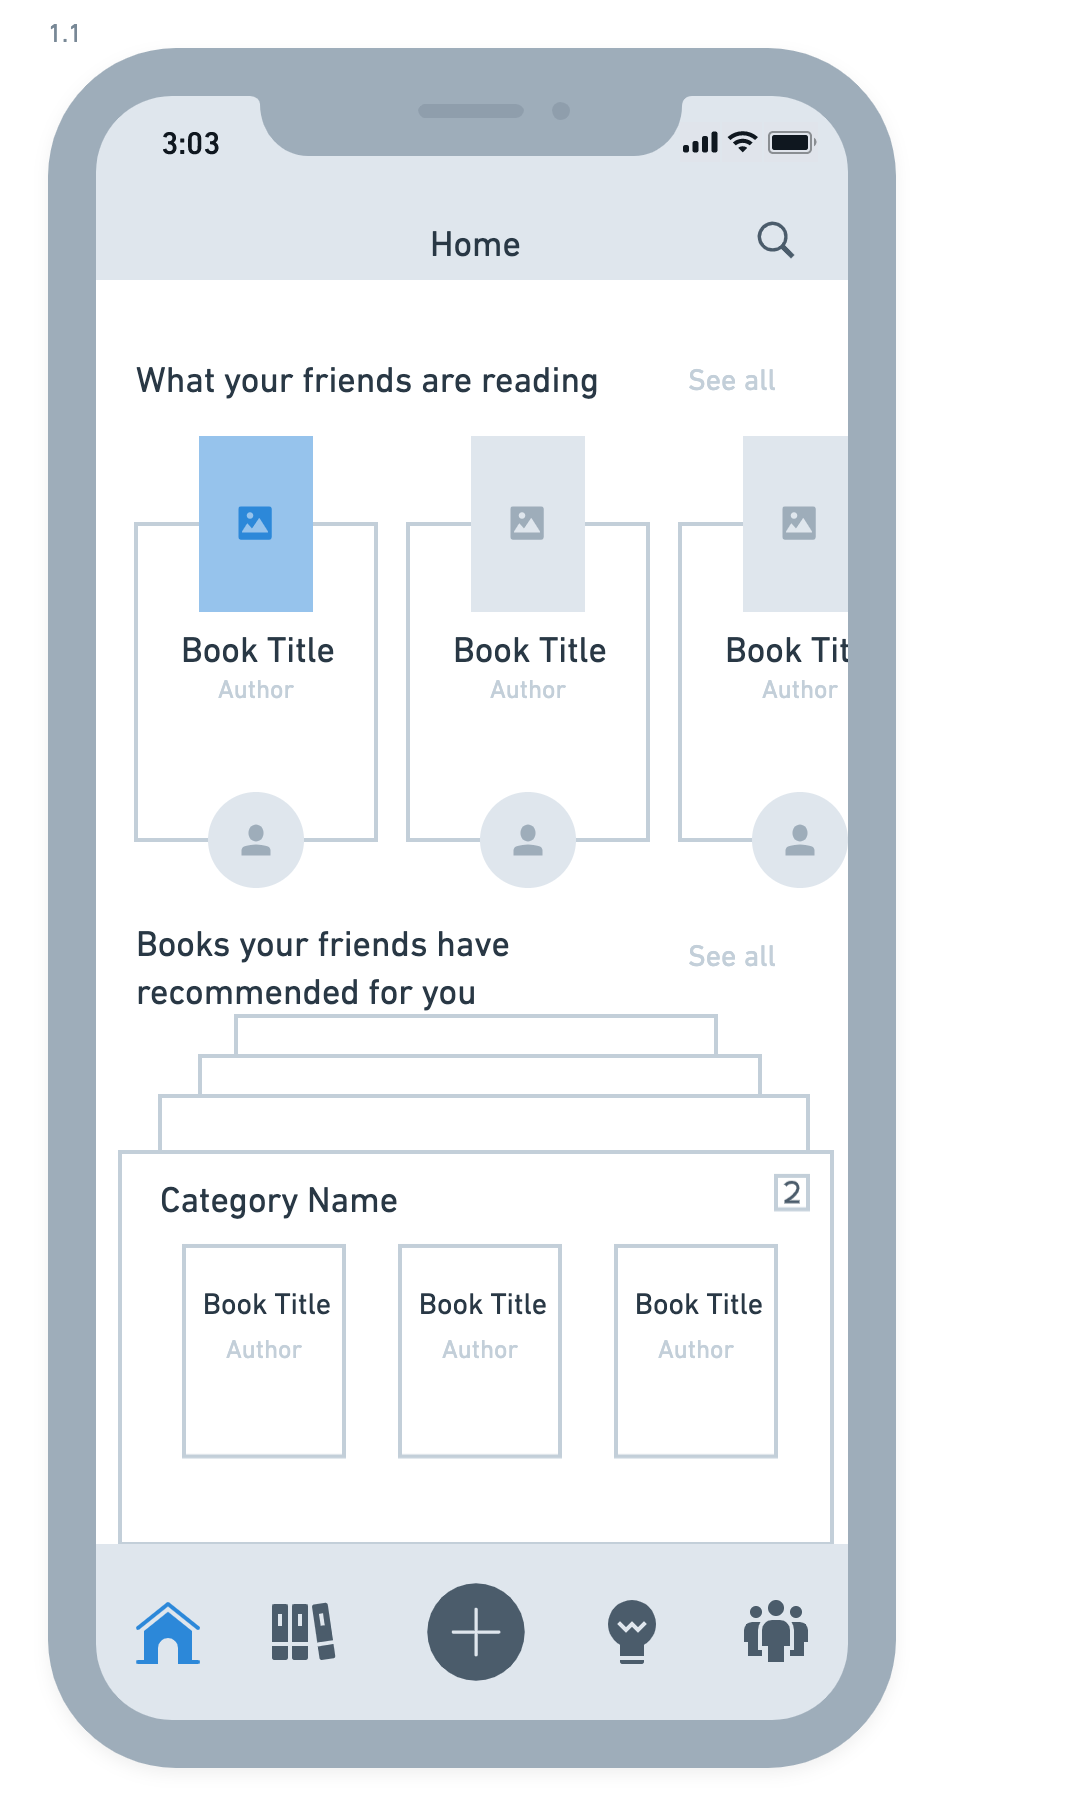 1.1
3:03
Home
What your friends are reading
See all
Book Title
Book Title
Book Tit
Author
Author
Author
Books your friends have
See all
recommended for you
Category Name
2
Book Title
Book Title
Book Title
Author
Author
Author